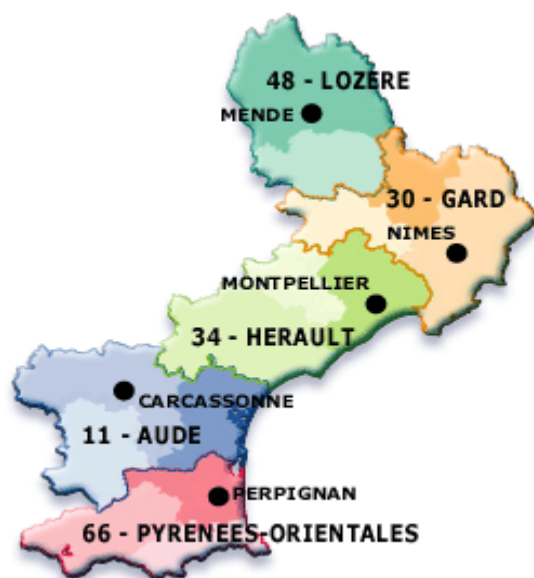 48 - LOZERE
MENDE
30 - GARD
NIMES
MONTPELLIER
34 - HERAULT
CARCASSONNE
11 - AUDE
PERPIGNAN
66 - PYRENEES-ORIENTALES